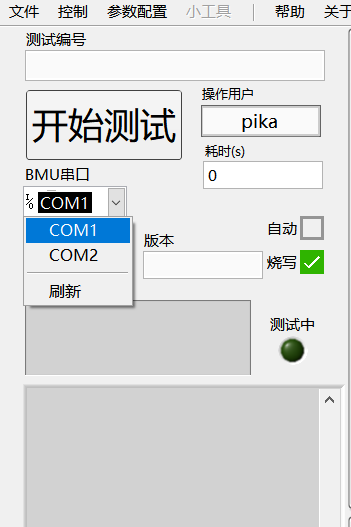 文件 控制 参数配置 小工具 帮助 关于
测试编号
开始测试
操作用户
pika
耗时(s)
0
BMU串口
I/0 COM1
COM1
COM2
刷新
版本
自动
烧写
测试中